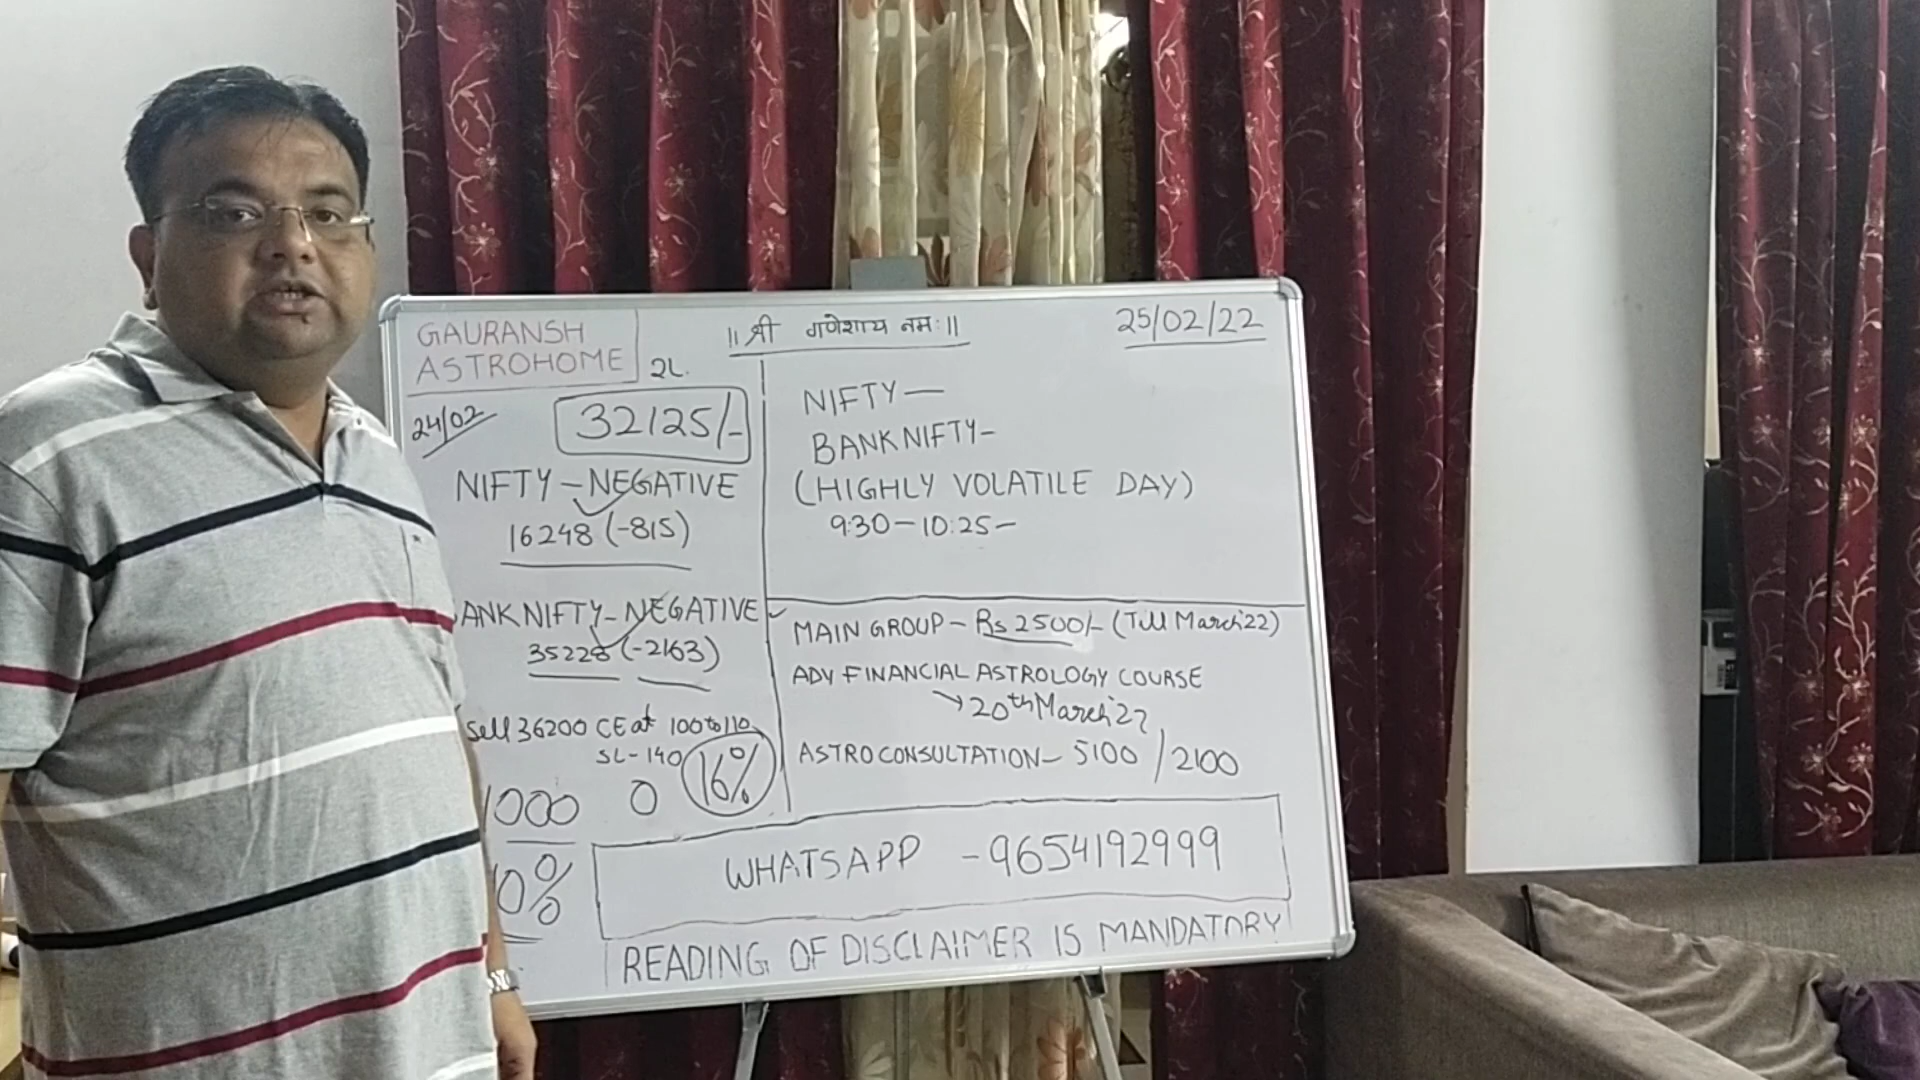 GAURANSH
ASTROHOME
॥ श्री गणेशाय नमः ॥
25/02/22
24/02
2L.
32125/-
NIFTY - NEGATIVE
16248 (-815)
ANK NIFTY - NEGATIVE
35228 (-2163)
Sell 36200 CE at 100 to 110
SL - 140
16%
1000 0
0%
NIFTY —
BANKNIFTY -
(HIGHLY VOLATILE DAY)
9:30 - 10:25 -
MAIN GROUP - Rs 2500/- (Till March'22)
ADV FINANCIAL ASTROLOGY COURSE
→ 20th March'22
ASTRO CONSULTATION - 5100 / 2100
WHATSAPP - 9654192999
READING OF DISCLAIMER IS MANDATORY